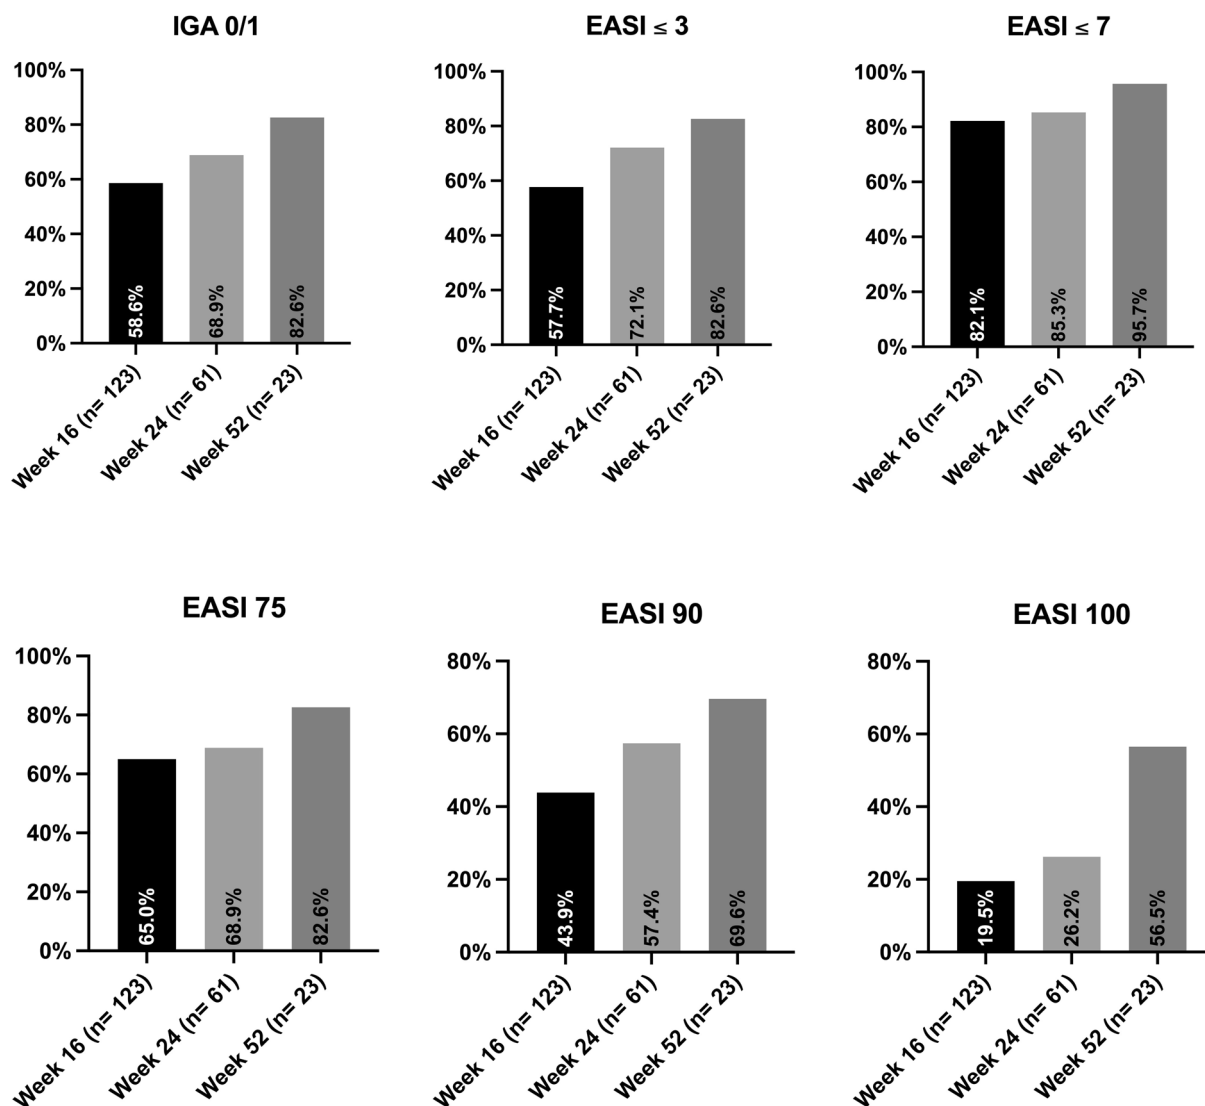 IGA 0/1
100%
80%
60%
40%
20%
0%
58.6%
68.9%
82.6%
Week 16 (n= 123)
Week 24 (n= 61)
Week 52 (n= 23)
EASI ≤ 3
100%
80%
60%
40%
20%
0%
57.7%
72.1%
82.6%
Week 16 (n= 123)
Week 24 (n= 61)
Week 52 (n= 23)
EASI ≤ 7
100%
80%
60%
40%
20%
0%
82.1%
85.3%
95.7%
Week 16 (n= 123)
Week 24 (n= 61)
Week 52 (n= 23)
EASI 75
100%
80%
60%
40%
20%
0%
65.0%
68.9%
82.6%
Week 16 (n= 123)
Week 24 (n= 61)
Week 52 (n= 23)
EASI 90
80%
60%
40%
20%
0%
43.9%
57.4%
69.6%
Week 16 (n= 123)
Week 24 (n= 61)
Week 52 (n= 23)
EASI 100
80%
60%
40%
20%
0%
19.5%
26.2%
56.5%
Week 16 (n= 123)
Week 24 (n= 61)
Week 52 (n= 23)